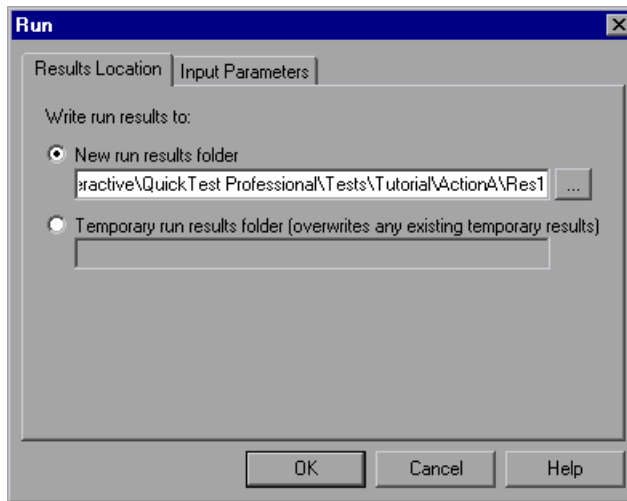 Run
Results Location
Input Parameters
Write run results to:
New run results folder
eractive\QuickTest Professional\Tests\Tutorial\ActionA\Res1
...
Temporary run results folder (overwrites any existing temporary results)
OK
Cancel
Help